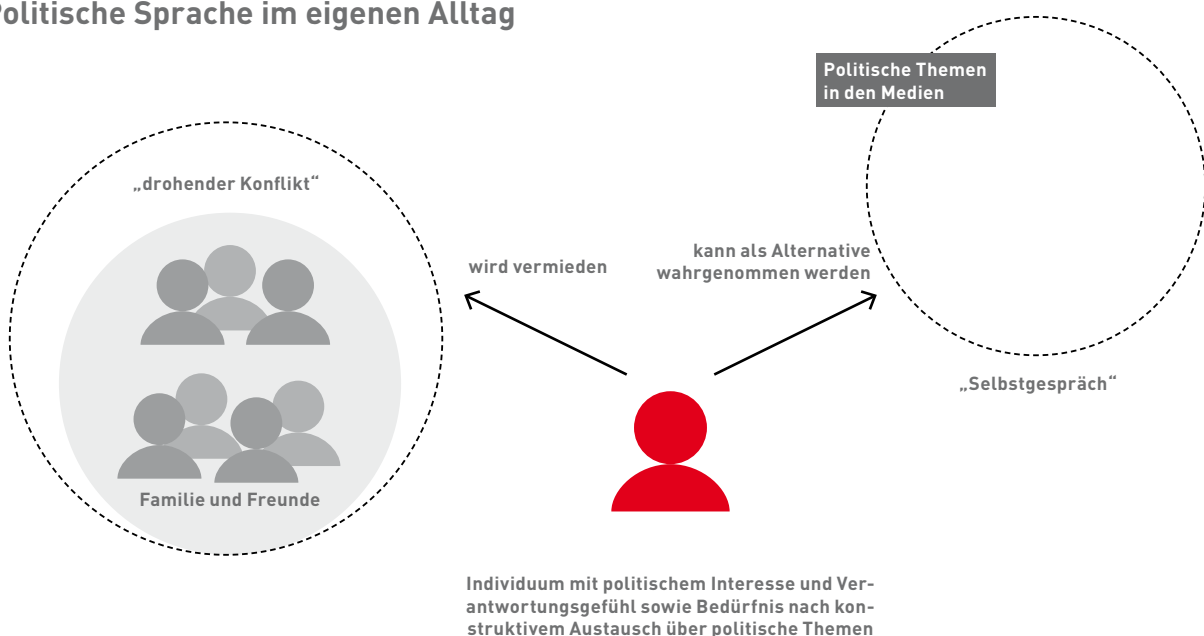 Politische Sprache im eigenen Alltag
Politische Themen
in den Medien
„drohender Konflikt“
wird vermieden
kann als Alternative
wahrgenommen werden
„Selbstgespräch“
Familie und Freunde
Individuum mit politischem Interesse und Ver-
antwortungsgefühl sowie Bedürfnis nach kon-
struktivem Austausch über politische Themen